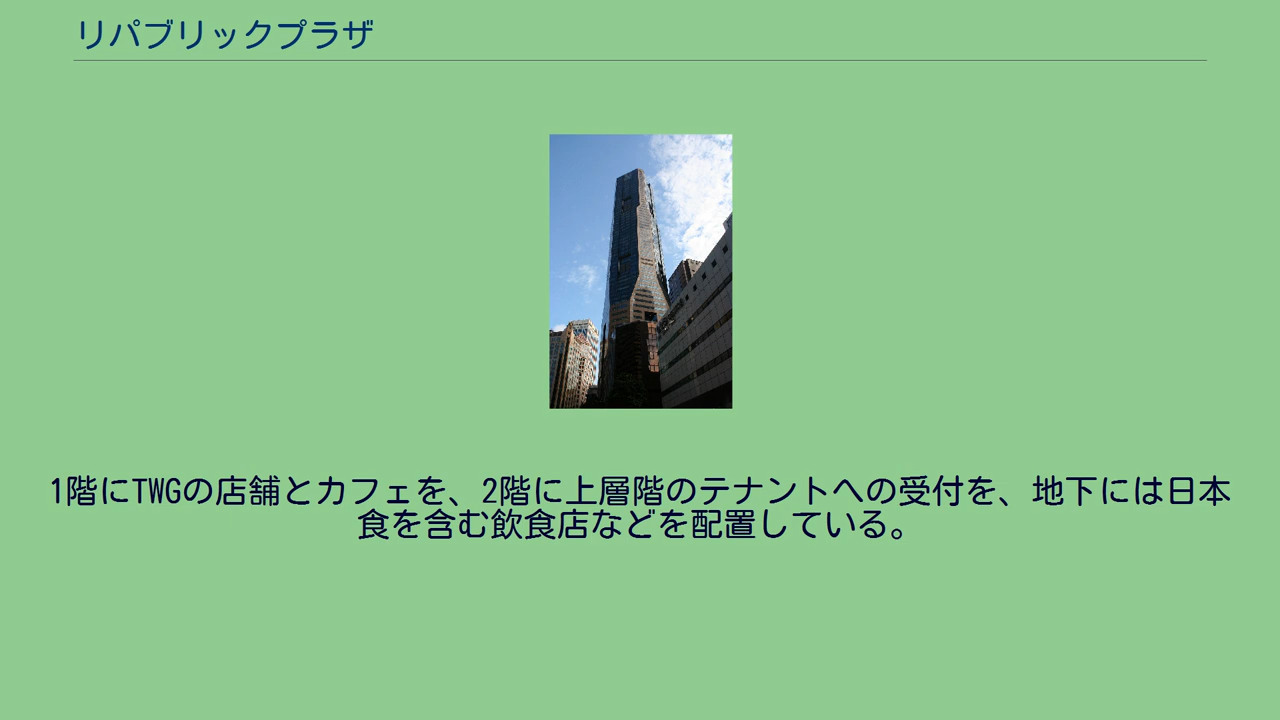 リパブリックプラザ
1階にTWGの店舗とカフェを、2階に上層階のテナントへの受付を、地下には日本
食を含む飲食店などを配置している。